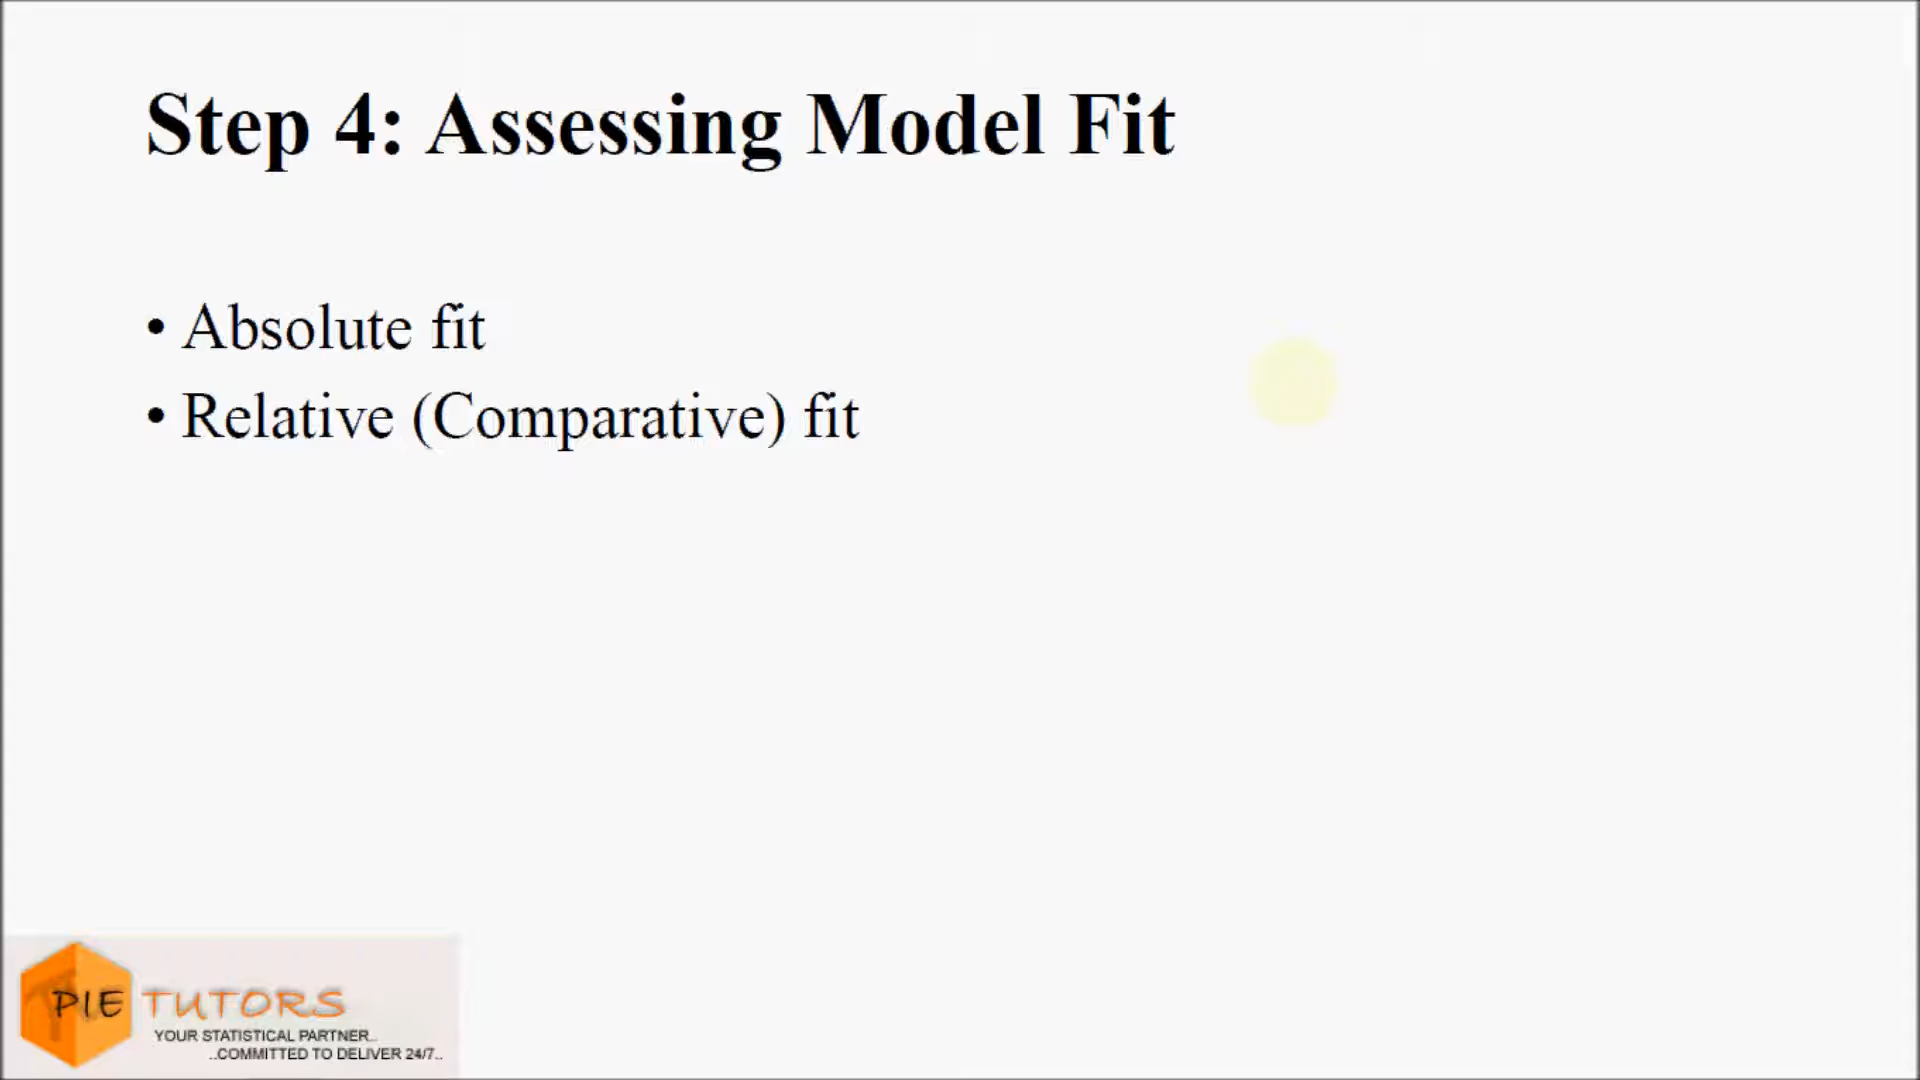 Step 4: Assessing Model Fit
• Absolute fit
• Relative (Comparative) fit
PIE TUTORS
YOUR STATISTICAL PARTNER..
..COMMITTED TO DELIVER 24/7..